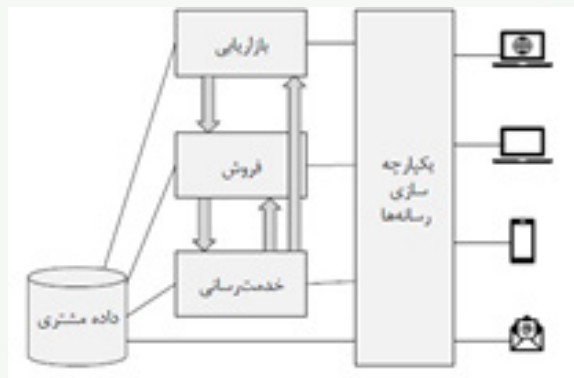 بازاریابی
فروش
خدمت‌رسانی
داده مشتری
یکپارچه
سازی
رسانه‌ها